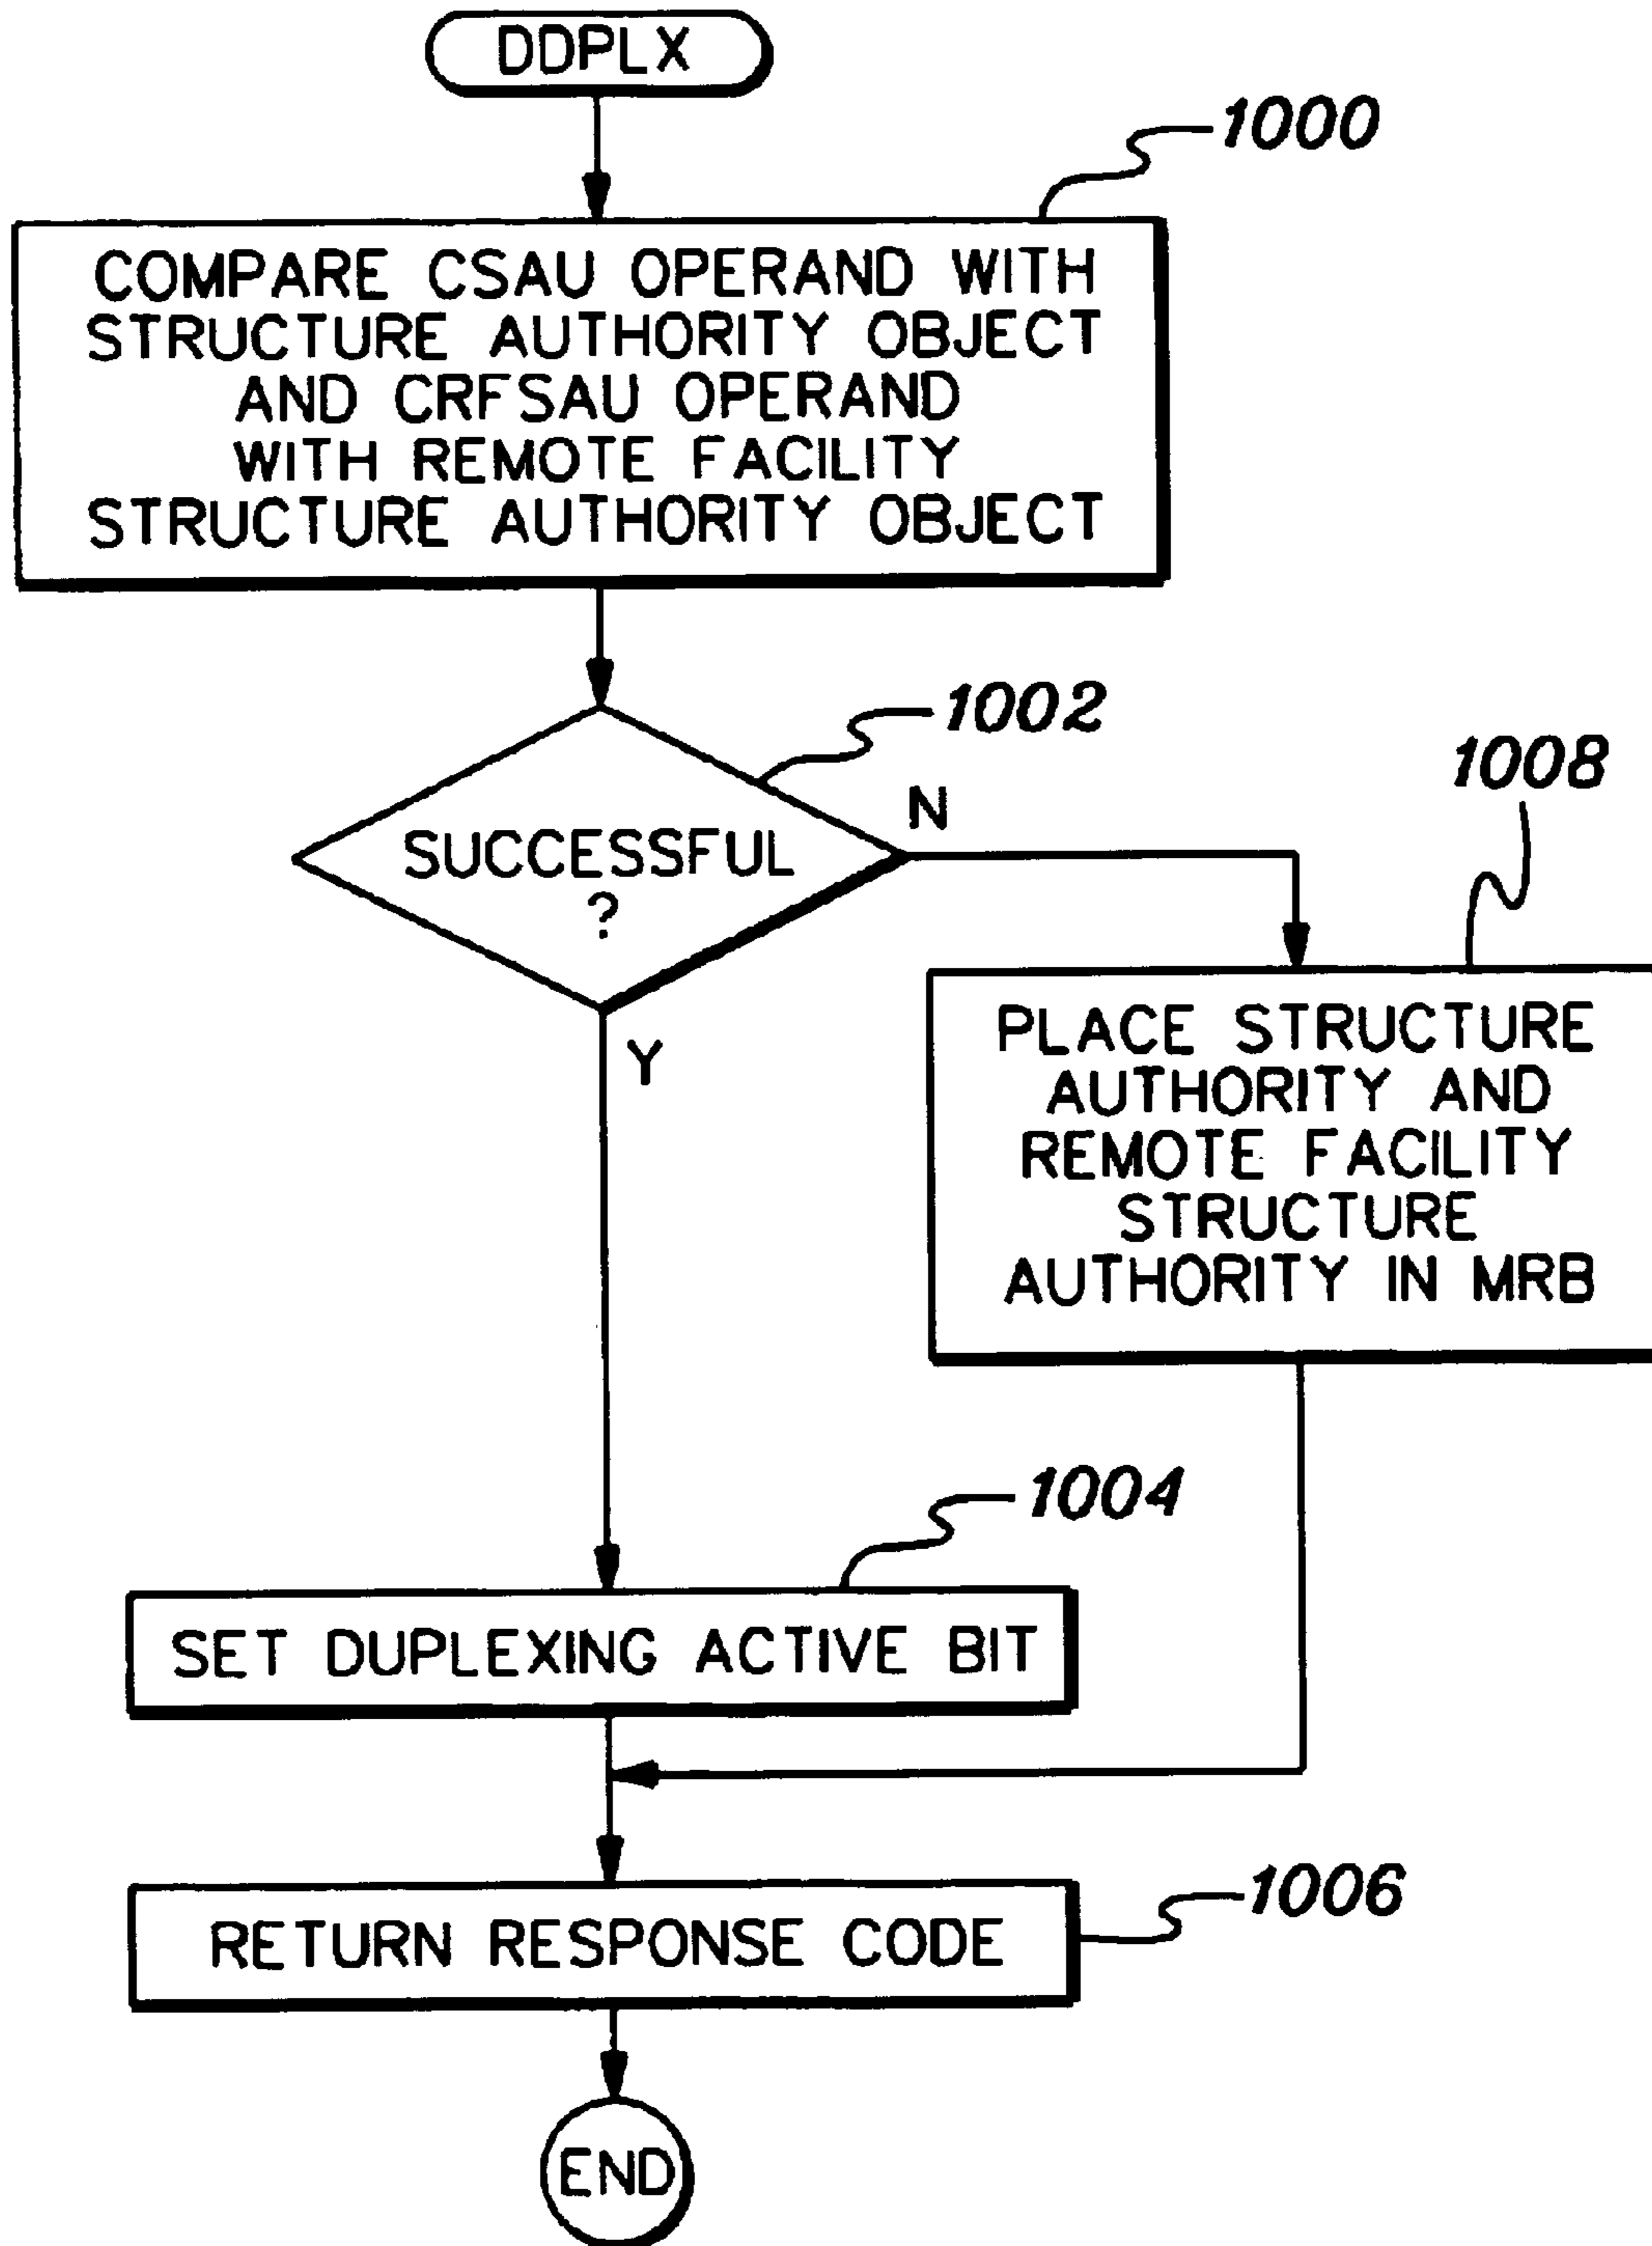 DDPLX
1000
COMPARE CSAU OPERAND WITH
STRUCTURE AUTHORITY OBJECT
AND CRFSAU OPERAND
WITH REMOTE FACILITY
STRUCTURE AUTHORITY OBJECT
1002
SUCCESSFUL
?
N
Y
1008
PLACE STRUCTURE
AUTHORITY AND
REMOTE FACILITY
STRUCTURE
AUTHORITY IN MRB
1004
SET DUPLEXING ACTIVE BIT
RETURN RESPONSE CODE
1006
END